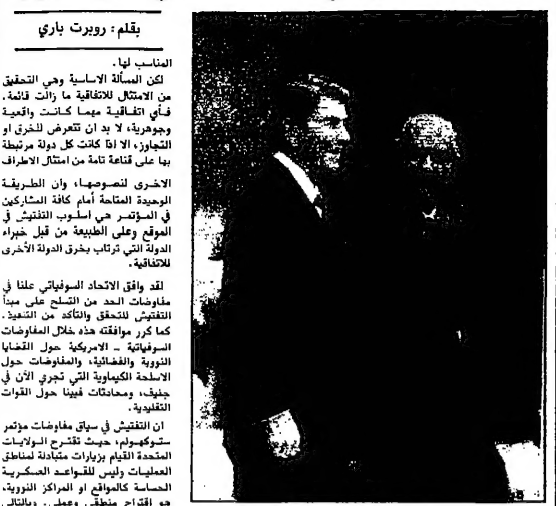 بقلم : روبرت باري
المناسب لها .
لكن المسألة الاساسية وهي التحقيق
من الامتثال للاتفاقية ما زالت قائمة .
فأي اتفاقية مهما كانت واقعية
وجوهرية، لا بد ان تتعرض للخرق او
التجاوز، الا اذا كانت كل دولة مرتبطة
بها على قناعة تامة من امتثال الاطراف
الاخرى لنصوصها، وان الطريقة
الوحيدة المتاحة أمام كافة المشاركين
في المؤتمر هي اسلوب التفتيش في
الموقع وعلى الطبيعة من قبل خبراء
الدولة التي ترتاب بخرق الدولة الأخرى
للاتفاقية .
لقد وافق الاتحاد السوفياتي علنا في
مفاوضات الحد من التسلح على مبدأ
التفتيش للتحقق والتأكد من التنفيذ .
كما كرر موافقته هذه خلال المفاوضات
السوفياتية - الامريكية حول القضايا
النووية والفضائية، والمفاوضات حول
الاسلحة الكيماوية التي تجري الآن في
جنيف، ومحادثات فيينا حول القوات
التقليدية .
ان التفتيش في سياق مفاوضات مؤتمر
ستوكهولم، حيث تقترح الولايات
المتحدة القيام بزيارات متبادلة لمناطق
العمليات وليس للقواعد العسكرية
الحساسة كالمواقع او المراكز النووية،
هو اقتراح منطقي وعملي. وبالتالي